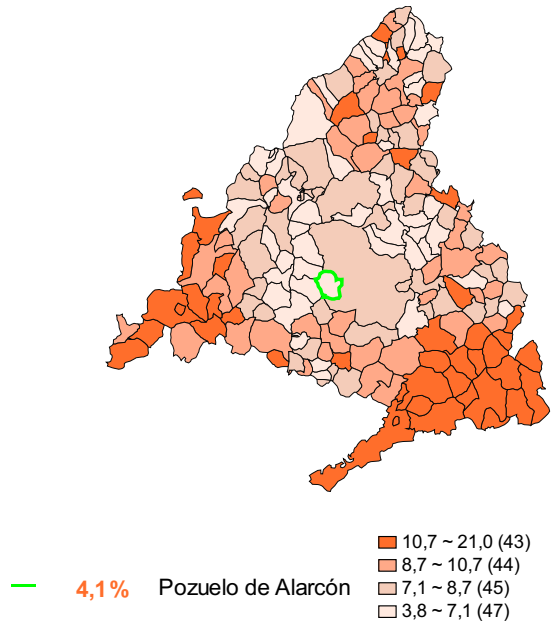 10,7 ~ 21,0 (43)
8,7 ~ 10,7 (44)
7,1 ~ 8,7 (45)
3,8 ~ 7,1 (47)
4,1% Pozuelo de Alarcón